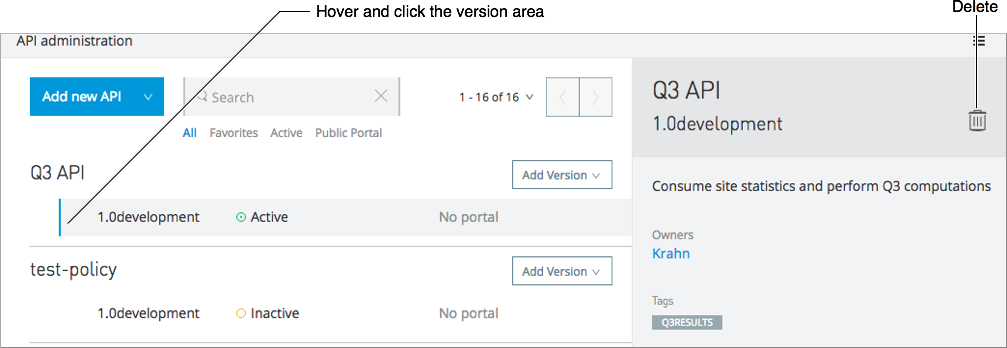 Hover and click the version area
Delete
API administration
Add new API
Search
1 - 16 of 16
All Favorites Active Public Portal
Q3 API
Add Version
1.0development Active No portal
test-policy
Add Version
1.0development Inactive No portal
Q3 API
1.0development
Consume site statistics and perform Q3 computations
Owners
Krahn
Tags
Q3RESULTS